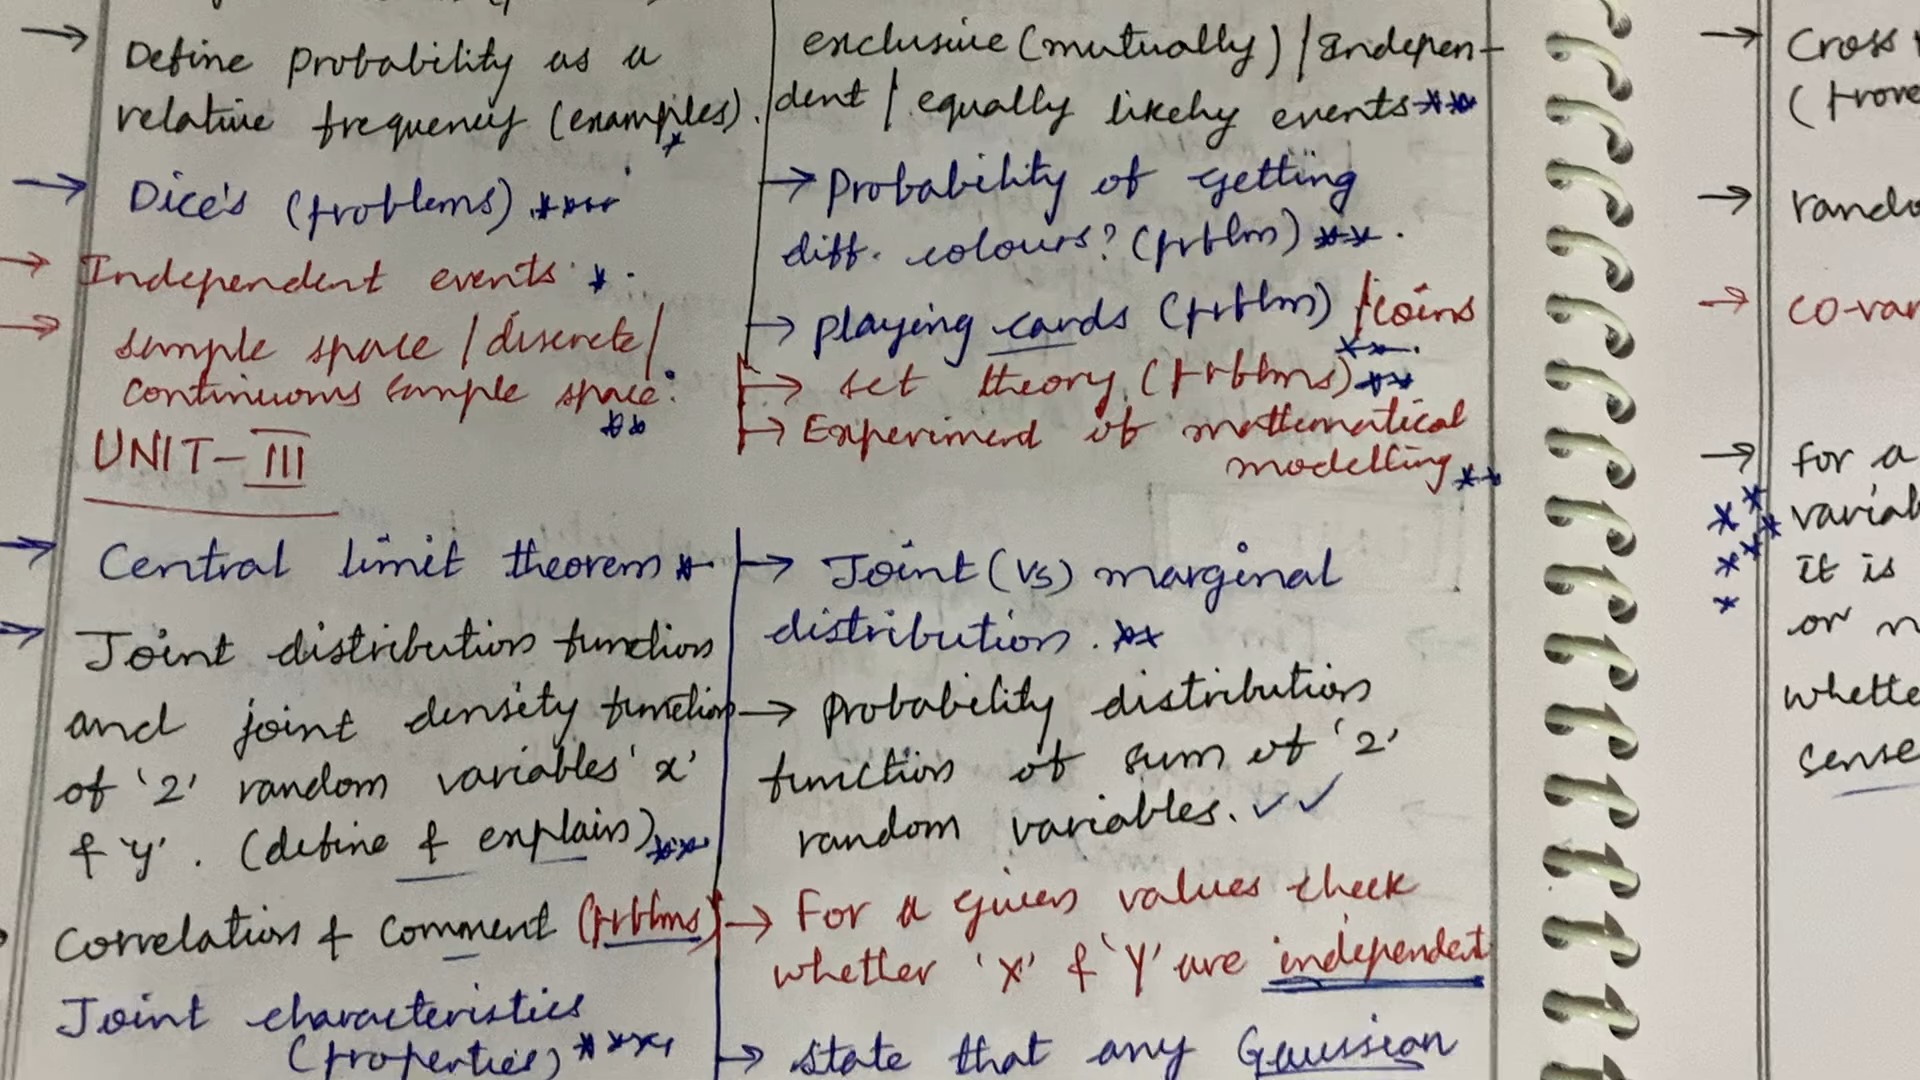 Define probability as a
relative frequency (examples).
Dice's (problems) ****
Independent events *
sample space / discrete /
continuous sample space.
**
UNIT-III
Central limit theorem *
Joint distribution function
and joint density function
of '2' random variables 'x'
& 'y'. (define & explain) ***
Correlation & comment (prblms)
Joint characteristics
(properties) ****
exclusive (mutually) / Indepen-
dent / equally likely events ***
Probability of getting
diff. colours? (prblm) **.
playing cards (prblm) / coins
set theory (prblms) **
Experiment of mathematical
modelling **
Joint (vs) marginal
distribution. **
Probability distribution
function of sum of '2'
random variables. ✓✓
For a given values check
whether 'x' & 'y' are independent
state that any Gaussian
Cross
(prove
co-var
for a
it is
or
whethe
sense